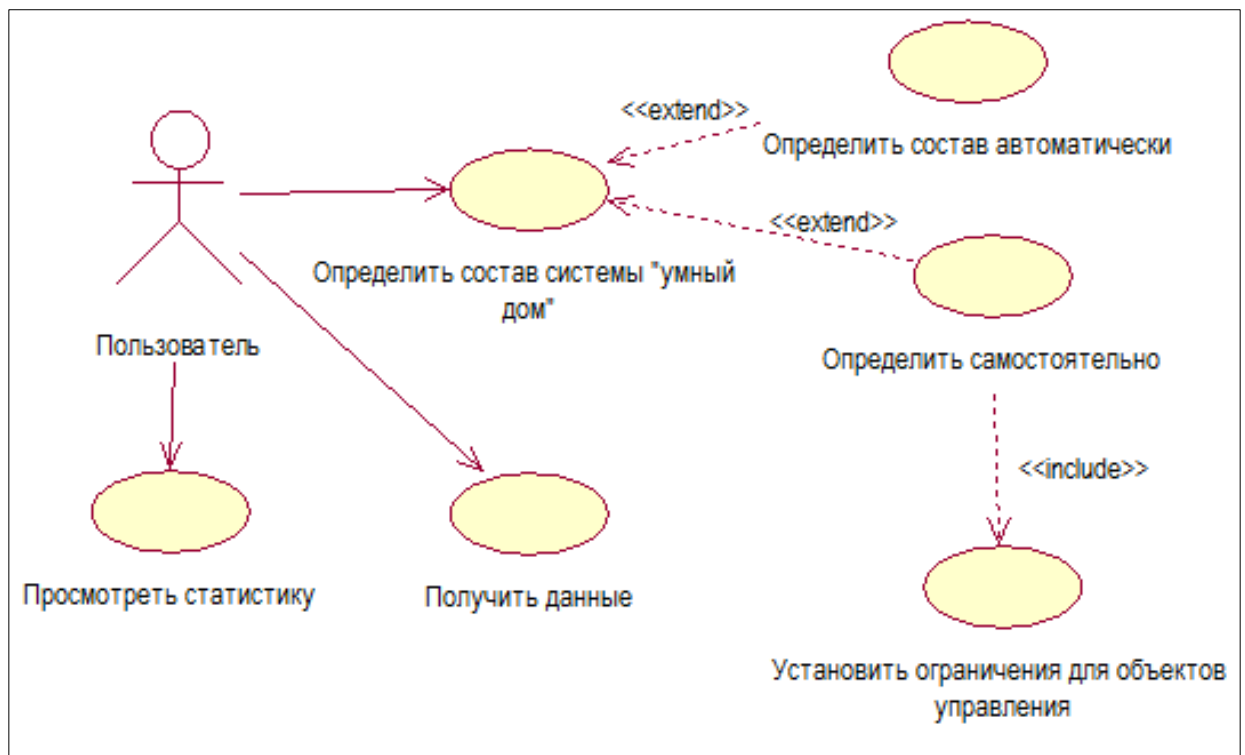 <<extend>>
Определить состав автоматически
<<extend>>
Определить состав системы "умный
дом"
Пользователь
Определить самостоятельно
<<include>>
Просмотреть статистику
Получить данные
Установить ограничения для объектов
управления